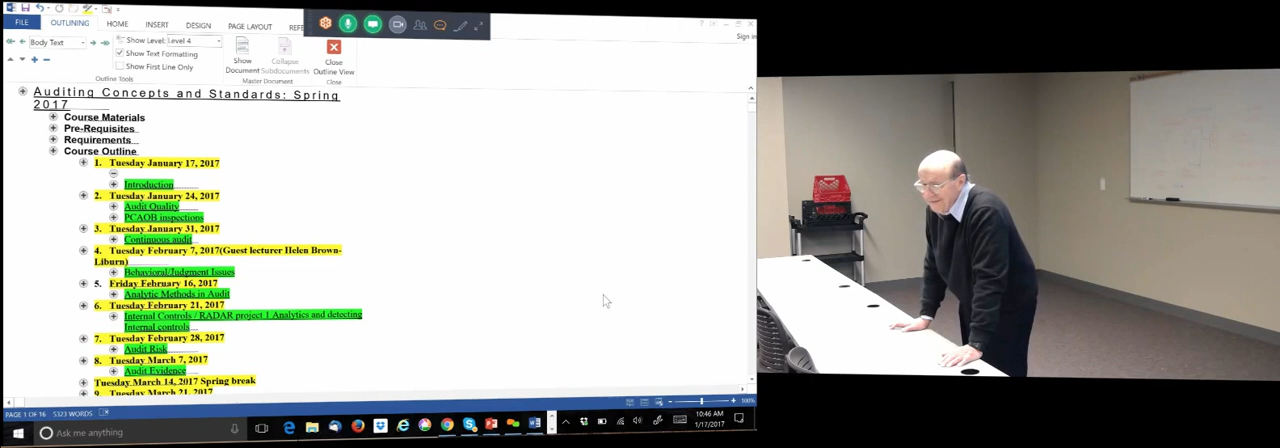 FILE OUTLINING HOME INSERT DESIGN PAGE LAYOUT REFE
Sign in
Body Text
Show Level: Level 4
Show Text Formatting
Show First Line Only
Outline Tools
Show Document
Collapse Subdocuments
Master Document
Close Outline View
Close
Auditing Concepts and Standards: Spring
2017
Course Materials
Pre-Requisites
Requirements
Course Outline
1. Tuesday January 17, 2017
Introduction
2. Tuesday January 24, 2017
Audit Quality
PCAOB inspections
3. Tuesday January 31, 2017
Continuous audit
4. Tuesday February 7, 2017(Guest lecturer Helen Brown-
Liburn)
Behavioral/Judgment Issues
5. Friday February 16, 2017
Analytic Methods in Audit
6. Tuesday February 21, 2017
Internal Controls / RADAR project 1 Analytics and detecting
Internal controls
7. Tuesday February 28, 2017
Audit Risk
8. Tuesday March 7, 2017
Audit Evidence
Tuesday March 14, 2017 Spring break
9. Tuesday March 21, 2017
PAGE 1 OF 16 5323 WORDS
100%
Ask me anything
10:46 AM
1/17/2017